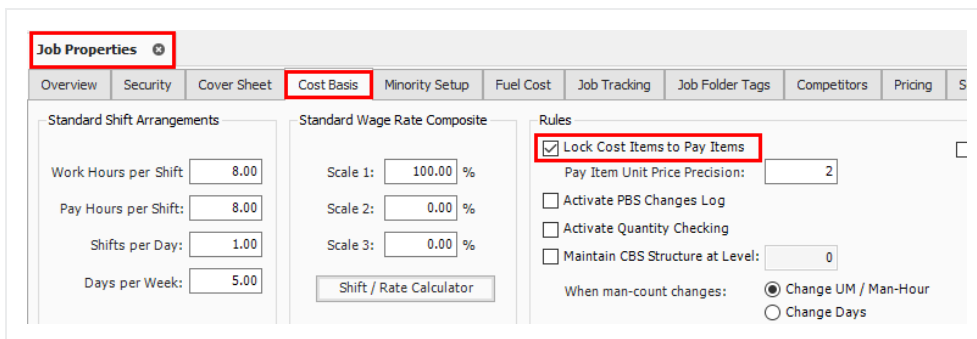 Job Properties
Overview Security Cover Sheet Cost Basis Minority Setup Fuel Cost Job Tracking Job Folder Tags Competitors Pricing S
Standard Shift Arrangements
Work Hours per Shift 8.00
Pay Hours per Shift: 8.00
Shifts per Day: 1.00
Days per Week: 5.00
Standard Wage Rate Composite
Scale 1: 100.00 %
Scale 2: 0.00 %
Scale 3: 0.00 %
Shift / Rate Calculator
Rules
Lock Cost Items to Pay Items
Pay Item Unit Price Precision: 2
Activate PBS Changes Log
Activate Quantity Checking
Maintain CBS Structure at Level: 0
When man-count changes: Change UM / Man-Hour
Change Days